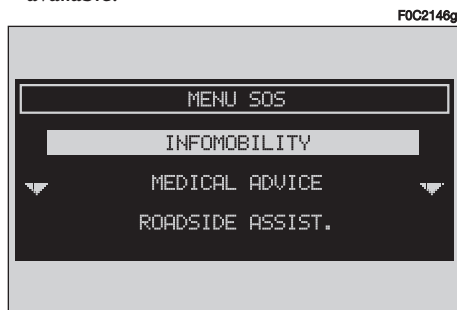 available.
F0C2146g
MENU SOS
INFOMOBILITY
MEDICAL ADVICE
ROADSIDE ASSIST.